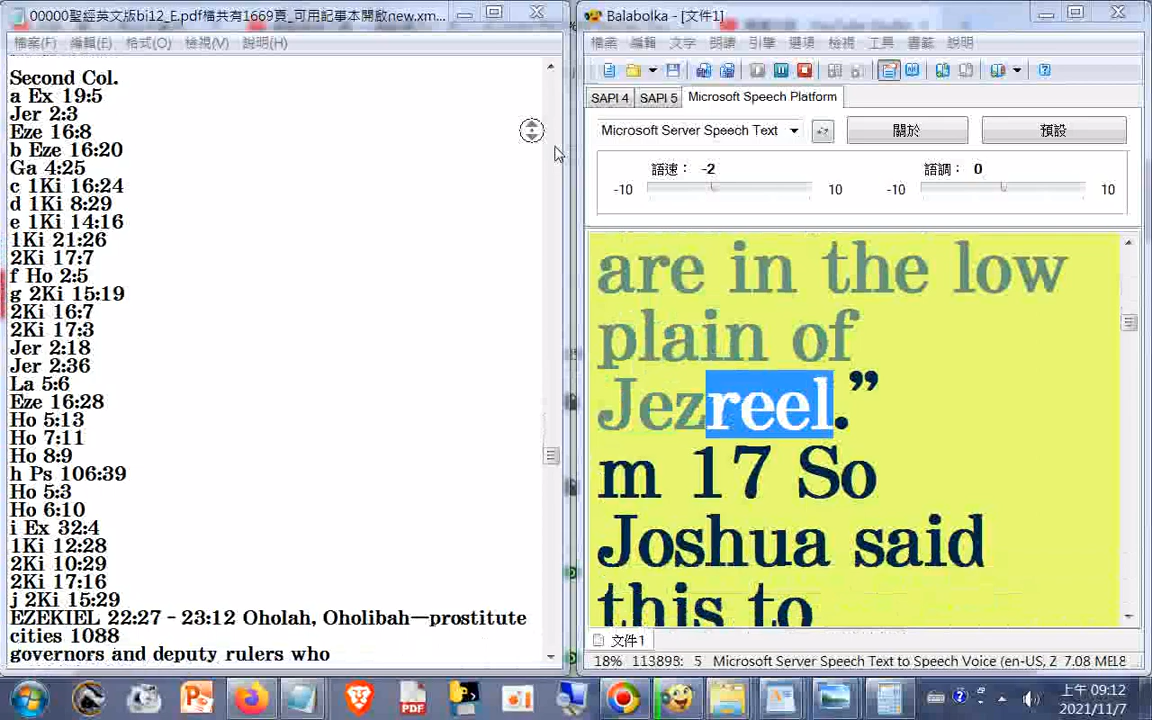 00000聖經英文版bi12_E.pdf檔共有1669頁_可用記事本開啟new.xm...
檔案(F) 編輯(E) 格式(O) 檢視(V) 說明(H)
Second Col.
a Ex 19:5
Jer 2:3
Eze 16:8
b Eze 16:20
Ga 4:25
c 1Ki 16:24
d 1Ki 8:29
e 1Ki 14:16
1Ki 21:26
2Ki 17:7
f Ho 2:5
g 2Ki 15:19
2Ki 16:7
2Ki 17:3
Jer 2:18
Jer 2:36
La 5:6
Eze 16:28
Ho 5:13
Ho 7:11
Ho 8:9
h Ps 106:39
Ho 5:3
Ho 6:10
i Ex 32:4
1Ki 12:28
2Ki 10:29
2Ki 17:16
j 2Ki 15:29
EZEKIEL 22:27 - 23:12 Oholah, Oholibah—prostitute
cities 1088
governors and deputy rulers who
Balabolka - [文件1]
檔案 編輯 文字 朗讀 引擎 選項 檢視 工具 書籤 說明
SAPI 4 SAPI 5 Microsoft Speech Platform
Microsoft Server Speech Text 關於 預設
語速： -2 語調： 0
-10 10 -10 10
are in the low
plain of
Jezreel.”
m 17 So
Joshua said
this to
文件1
18% 113898: 5 Microsoft Server Speech Text to Speech Voice (en-US, Z 7.08 MB
PDF
上午 09:12
2021/11/7